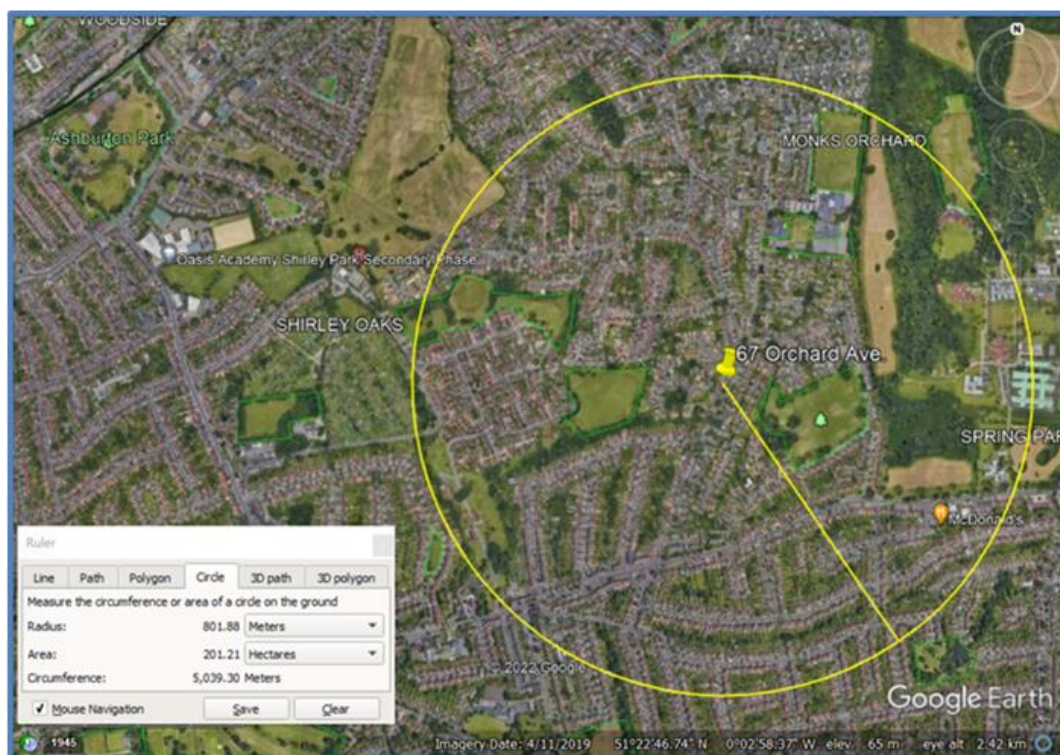 WOODSIDE
N
Ashburton Park
MONKS ORCHARD
Oasis Academy Shirley Park Secondary Phase
SHIRLEY OAKS
67 Orchard Ave
SPRING PAR
McDonald's
Ruler
Line Path Polygon Circle 3D path 3D polygon
Measure the circumference or area of a circle on the ground
Radius: 801.88 Meters
Area: 201.21 Hectares
Circumference: 5,039.30 Meters
Mouse Navigation Save Clear
© 2022 Google
Google Earth
1945 Imagery Date: 4/11/2019 51°22'46.74" N 0°02'58.37" W elev 65 m eye alt 2.42 km